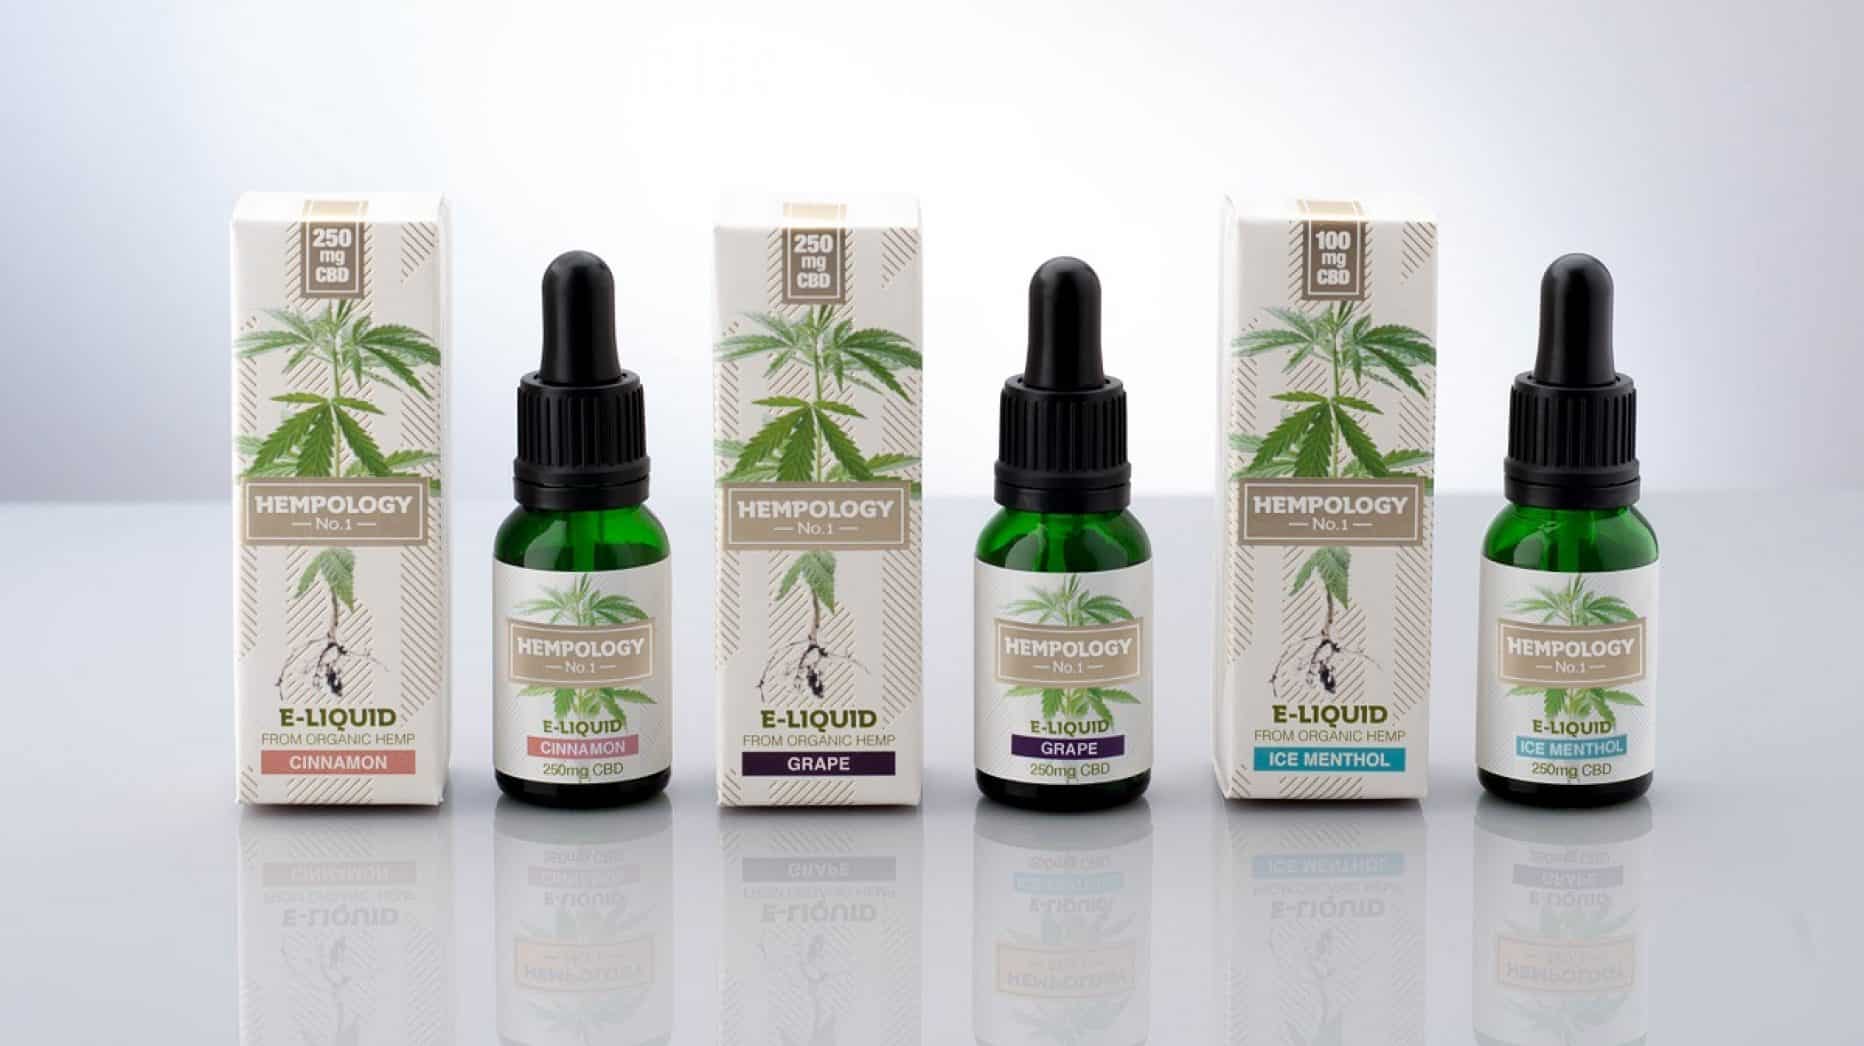 250
mg
CBD
HEMPOLOGY
No.1
E-LIQUID
FROM ORGANIC HEMP
CINNAMON
HEMPOLOGY
No.1
E-LIQUID
CINNAMON
250mg CBD
250
mg
CBD
HEMPOLOGY
No.1
E-LIQUID
FROM ORGANIC HEMP
GRAPE
HEMPOLOGY
No.1
E-LIQUID
GRAPE
250mg CBD
100
mg
CBD
HEMPOLOGY
No.1
E-LIQUID
FROM ORGANIC HEMP
ICE MENTHOL
HEMPOLOGY
No.1
E-LIQUID
ICE MENTHOL
250mg CBD